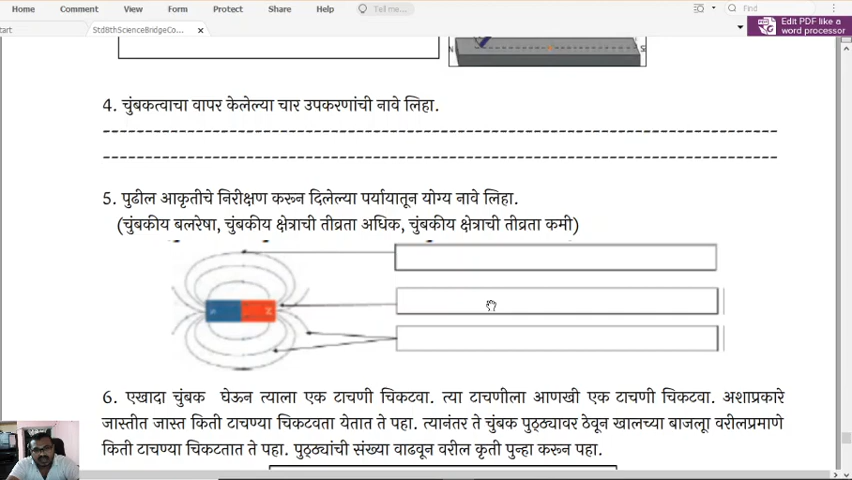 Home Comment View Form Protect Share Help Tell me... Find
Std8thScienceBridgeCo...
Edit PDF like a
word processor
N S
4. चुंबकत्वाचा वापर केलेल्या चार उपकरणांची नावे लिहा.
5. पुढील आकृतीचे निरीक्षण करून दिलेल्या पर्यायातून योग्य नावे लिहा.
(चुंबकीय बलरेषा, चुंबकीय क्षेत्राची तीव्रता अधिक, चुंबकीय क्षेत्राची तीव्रता कमी)
6. एखादा चुंबक घेऊन त्याला एक टाचणी चिकटवा. त्या टाचणीला आणखी एक टाचणी चिकटवा. अशाप्रकारे
जास्तीत जास्त किती टाचण्या चिकटवता येतात ते पहा. त्यानंतर ते चुंबक पुठ्ठ्यावर ठेवून खालच्या बाजूला वरीलप्रमाणे
किती टाचण्या चिकटतात ते पहा. पुठ्ठ्यांची संख्या वाढवून वरील कृती पुन्हा करून पहा.